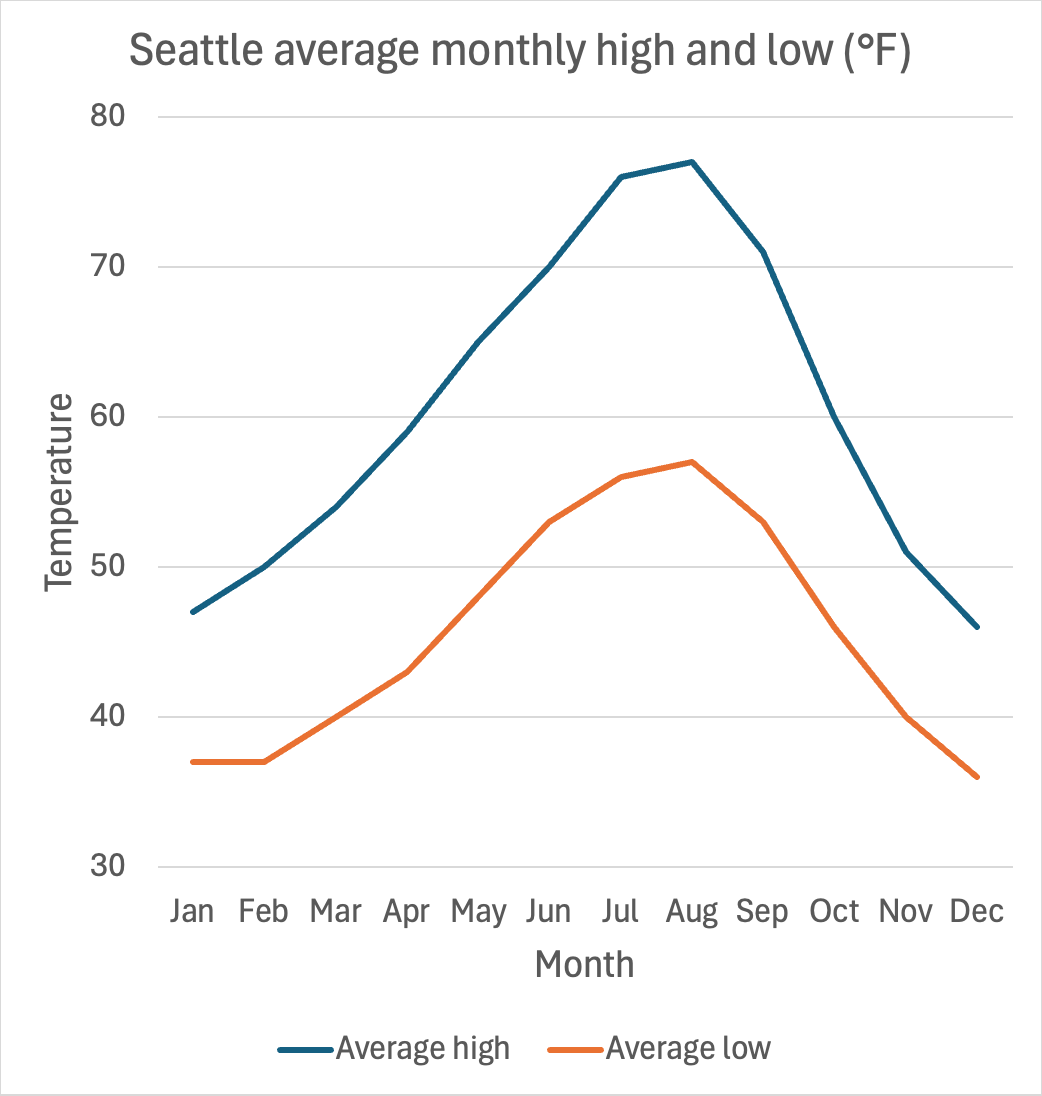 Seattle average monthly high and low (°F)
80
70
60
50
40
30
Temperature
Jan Feb Mar Apr May Jun Jul Aug Sep Oct Nov Dec
Month
Average high Average low